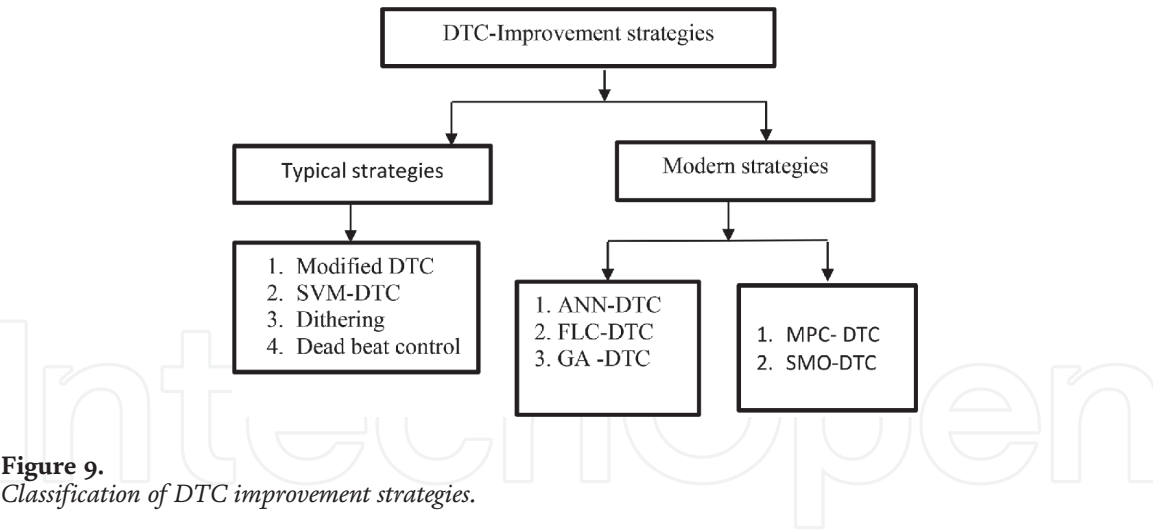 DTC-Improvement strategies
Typical strategies
Modern strategies
1. Modified DTC
2. SVM-DTC
3. Dithering
4. Dead beat control
1. ANN-DTC
2. FLC-DTC
3. GA -DTC
1. MPC- DTC
2. SMO-DTC
IntechOpen
Figure 9.
Classification of DTC improvement strategies.